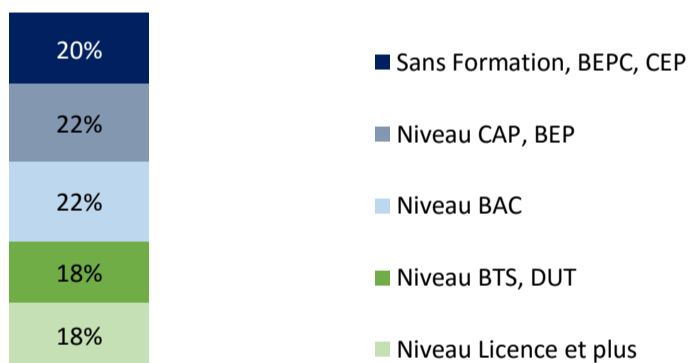 20%
Sans Formation, BEPC, CEP
22%
Niveau CAP, BEP
22%
Niveau BAC
18%
Niveau BTS, DUT
18%
Niveau Licence et plus